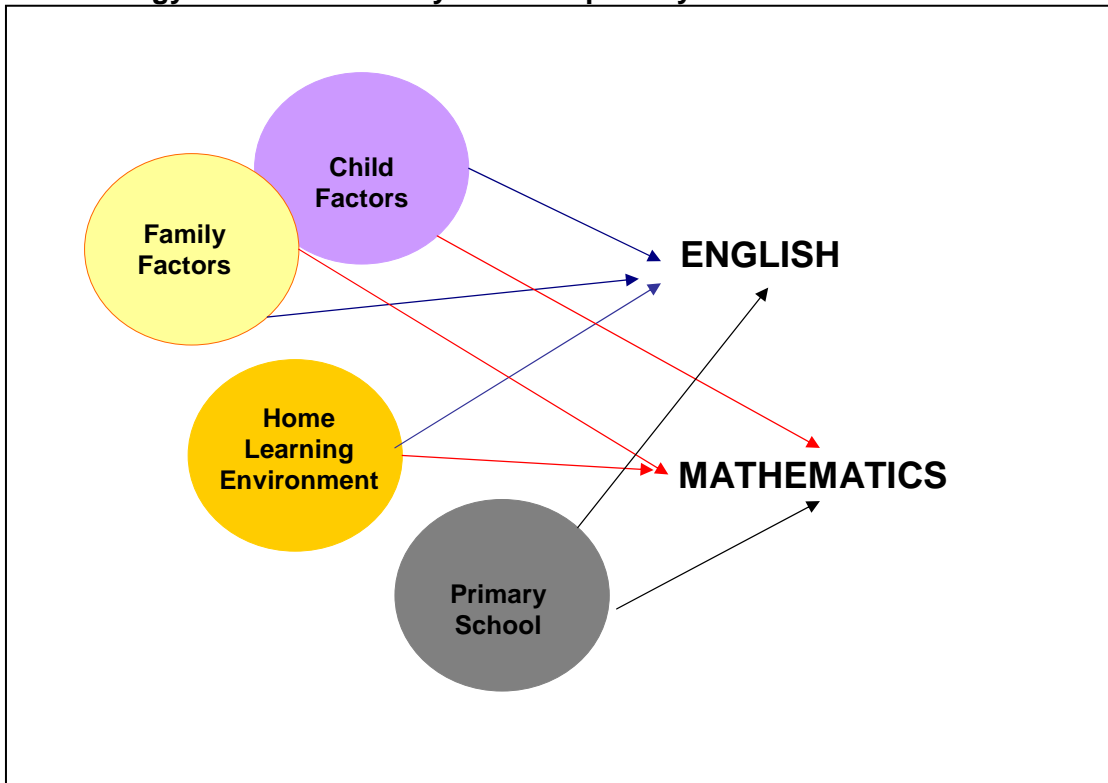 Child
Factors
Family
Factors
ENGLISH
Home
Learning
Environment
MATHEMATICS
Primary
School